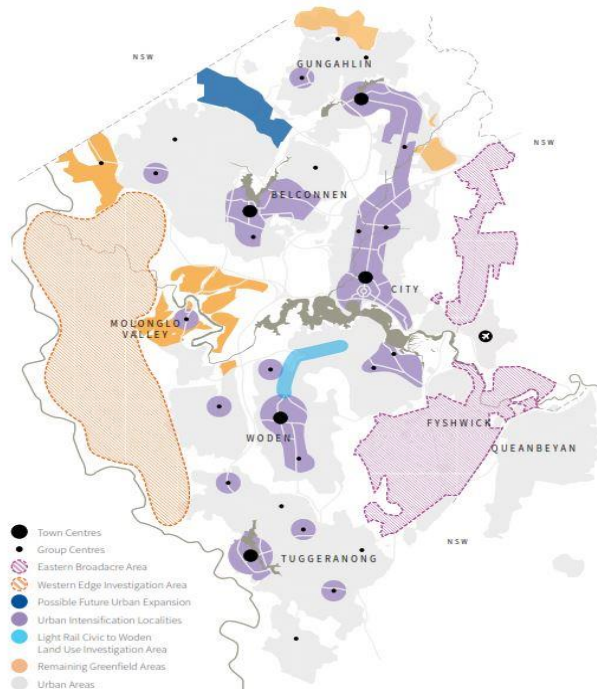 NSW
GUNGAHLIN
NSW
BELCONNEN
CITY
MOLONGLO
VALLEY
FYSHWICK
WODEN
QUEANBEYAN
NSW
TUGGERANONG
Town Centres
Group Centres
Eastern Broadacre Area
Western Edge Investigation Area
Possible Future Urban Expansion
Urban Intensification Localities
Light Rail Civic to Woden
Land Use Investigation Area
Remaining Greenfield Areas
Urban Areas